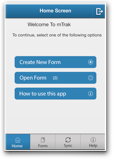 Home Screen
Welcome To mTrak
To continue, select one of the following options
Create New Form
Open Form (0)
How to use this app
Home Form Sync Help